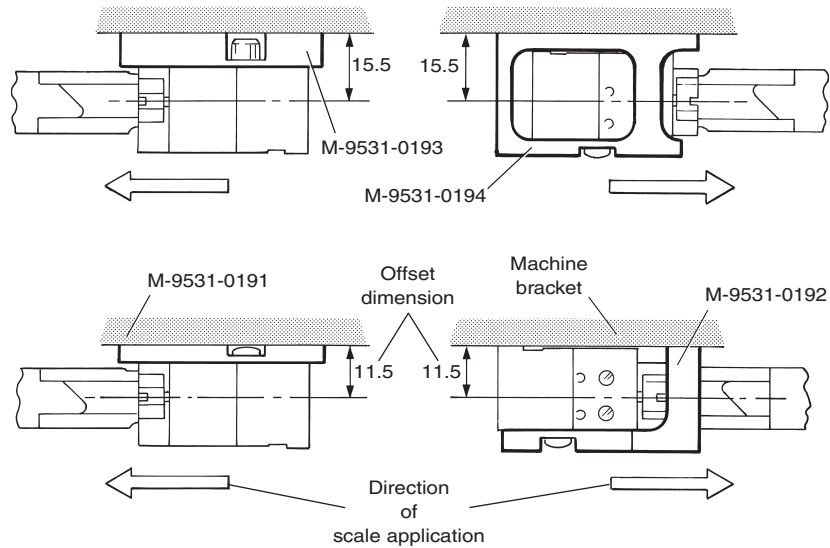 15.5
15.5
M-9531-0193
M-9531-0194
M-9531-0191
Offset
dimension
Machine
bracket
M-9531-0192
11.5
11.5
Direction
of
scale application